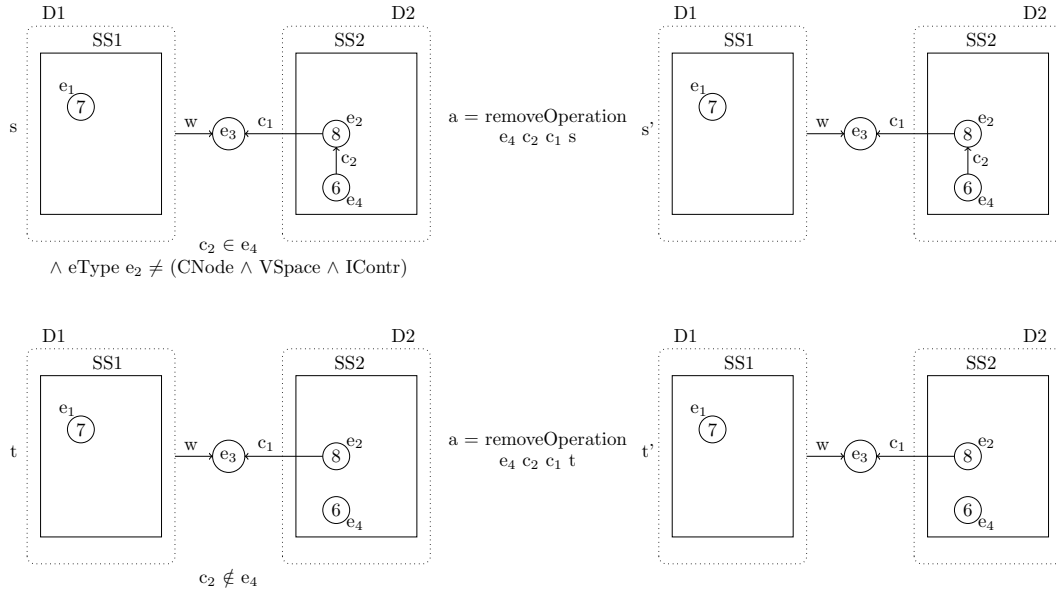 D1 D2 D1 D2
SS1 SS2 SS1 SS2
e₁ 7 e₁ 7
s w e₃ c₁ 8 e₂ a = removeOperation s' w e₃ c₁ 8 e₂
e₄ c₂ c₁ s
c₂ c₂
6 e₄ 6 e₄
c₂ ∈ e₄
∧ eType e₂ ≠ (CNode ∧ VSpace ∧ IContr)
D1 D2 D1 D2
SS1 SS2 SS1 SS2
e₁ 7 e₁ 7
t w e₃ c₁ 8 e₂ a = removeOperation t' w e₃ c₁ 8 e₂
e₄ c₂ c₁ t
6 e₄ 6 e₄
c₂ ∉ e₄